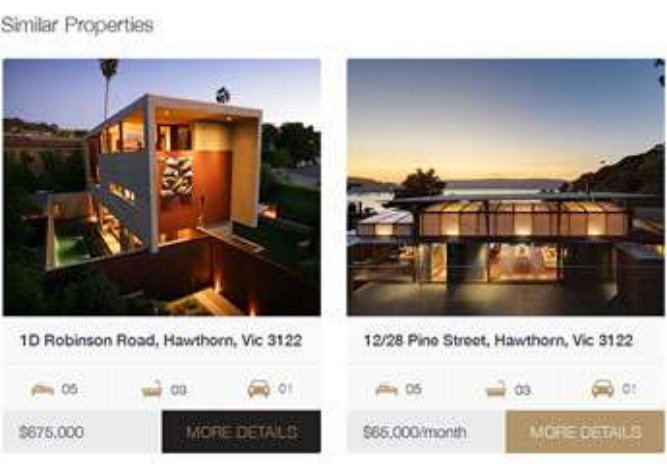 Similar Properties
1D Robinson Road, Hawthorn, Vic 3122
12/28 Pine Street, Hawthorn, Vic 3122
05 03 01
05 03 01
$675,000 MORE DETAILS
$65,000/month MORE DETAILS